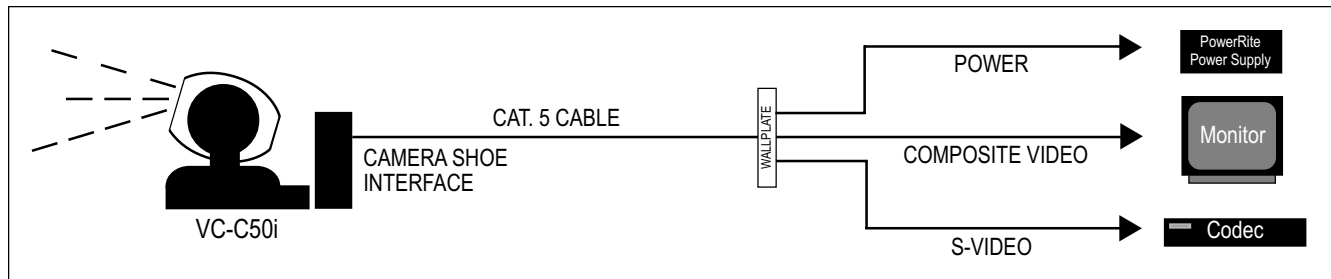 PowerRite
Power Supply
POWER
CAT. 5 CABLE
WALLPLATE
COMPOSITE VIDEO
Monitor
CAMERA SHOE
INTERFACE
VC-C50i
S-VIDEO
Codec